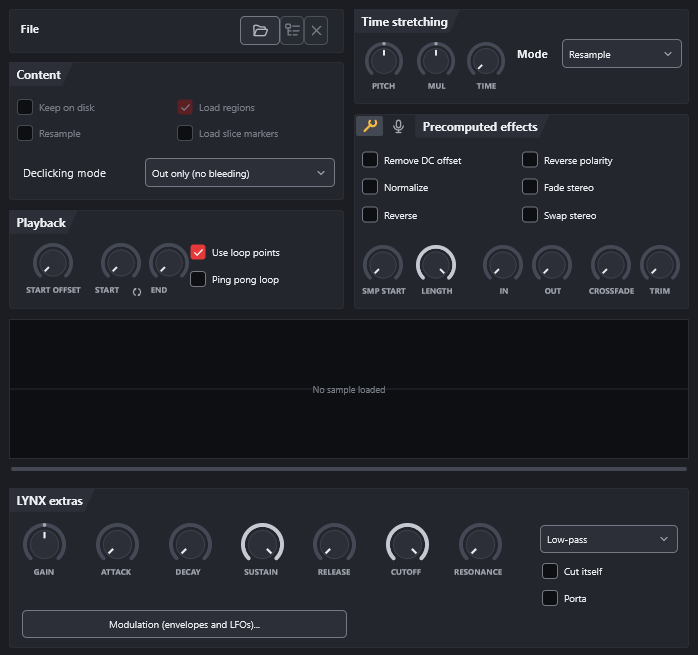 File
Content
Keep on disk
Load regions
Resample
Load slice markers
Declicking mode
Out only (no bleeding)
Playback
START OFFSET
START
END
Use loop points
Ping pong loop
Time stretching
PITCH
MUL
TIME
Mode
Resample
Precomputed effects
Remove DC offset
Reverse polarity
Normalize
Fade stereo
Reverse
Swap stereo
SMP START
LENGTH
IN
OUT
CROSSFADE
TRIM
No sample loaded
LYNX extras
GAIN
ATTACK
DECAY
SUSTAIN
RELEASE
CUTOFF
RESONANCE
Low-pass
Cut itself
Porta
Modulation (envelopes and LFOs)...